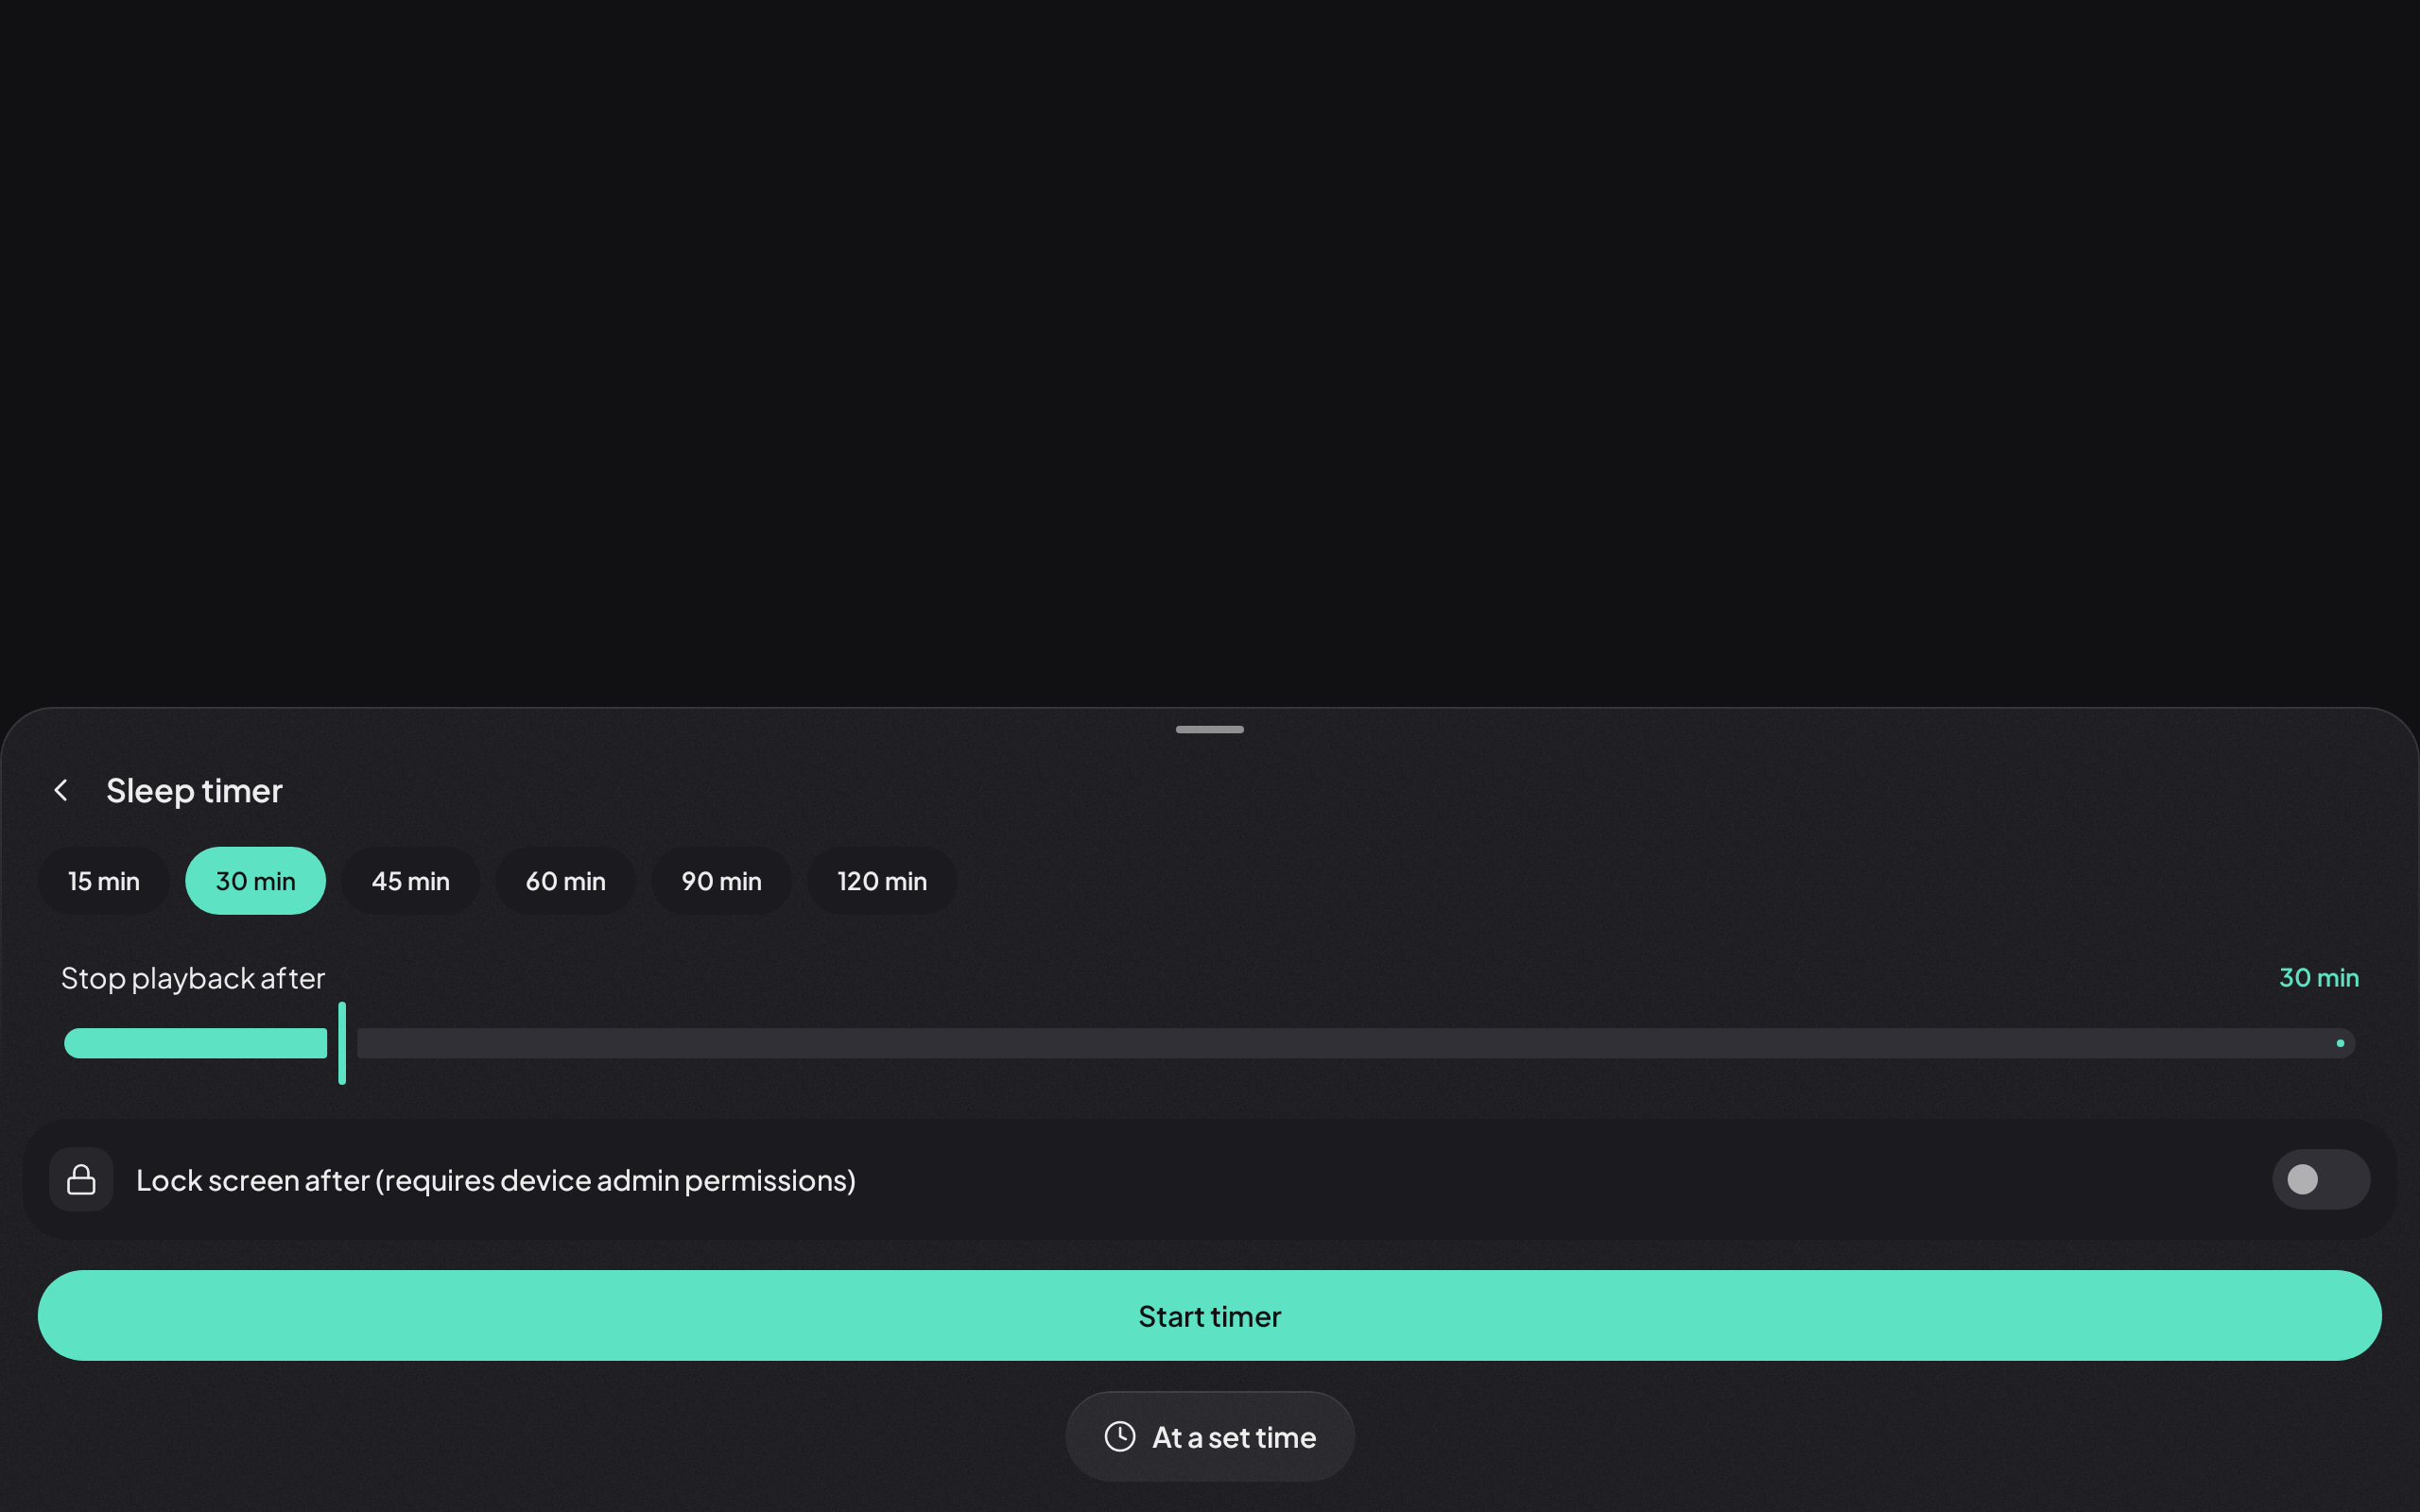 Sleep timer
15 min
30 min
45 min
60 min
90 min
120 min
Stop playback after
30 min
Lock screen after (requires device admin permissions)
Start timer
At a set time